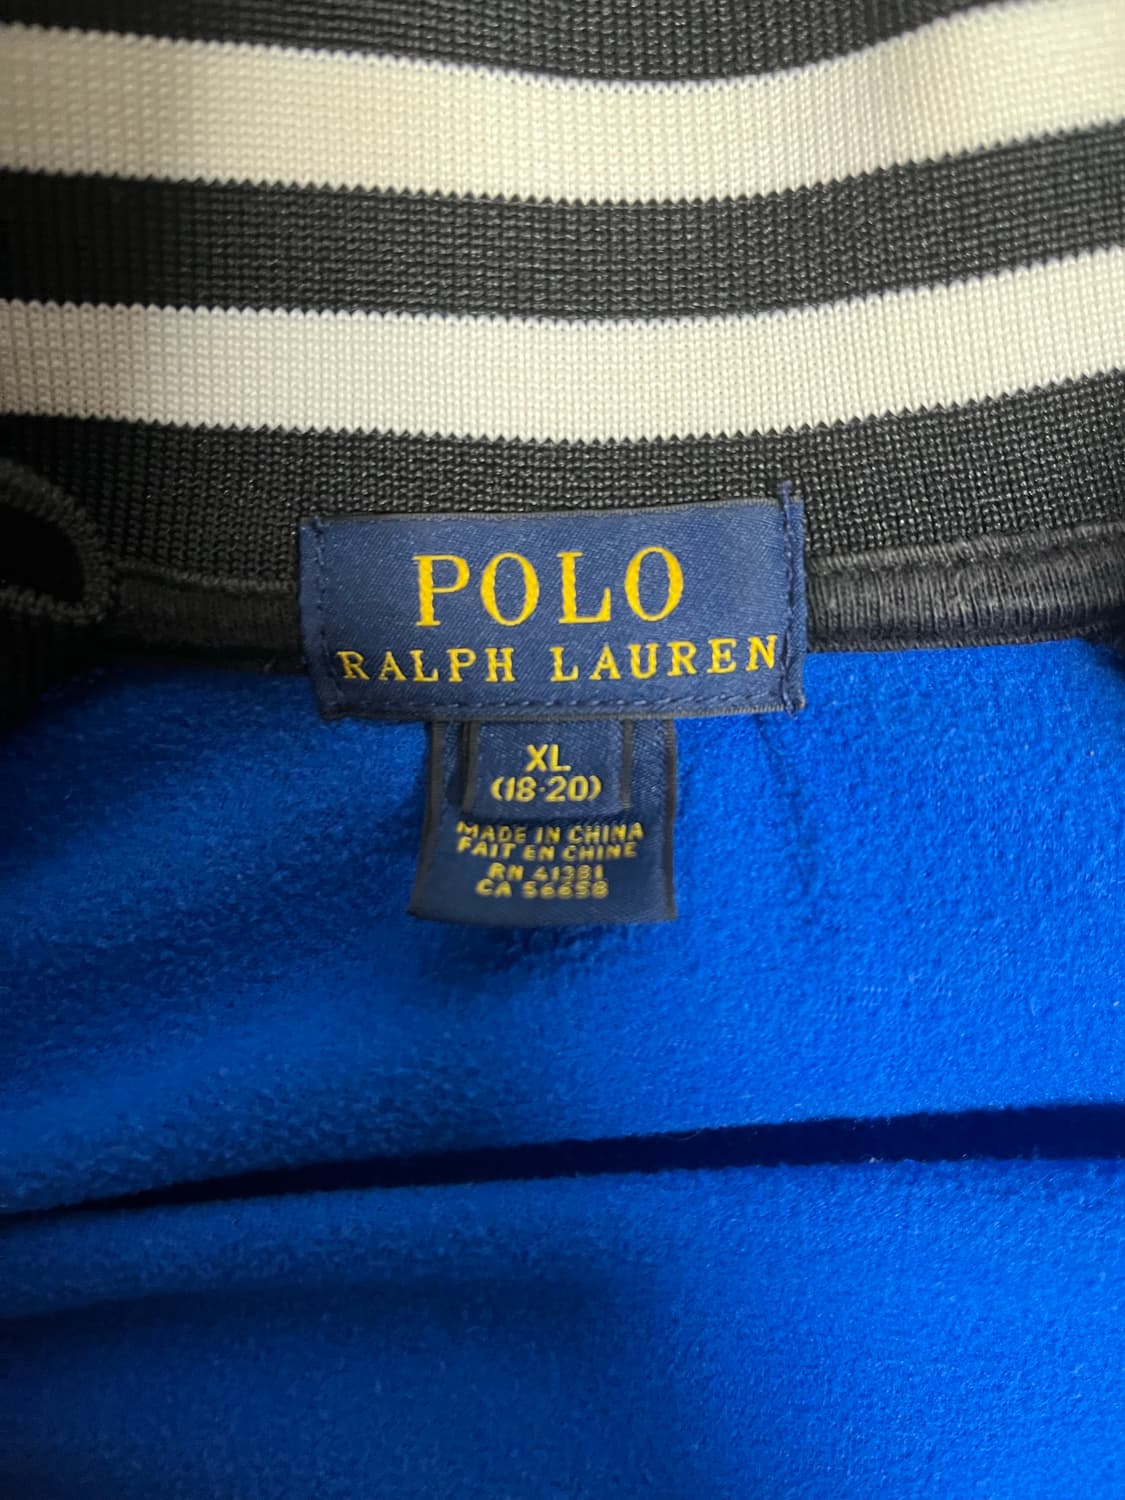 POLO
RALPH LAUREN
XL
(18-20)
MADE IN CHINA
FAIT EN CHINE
RN 41381
CA 56658